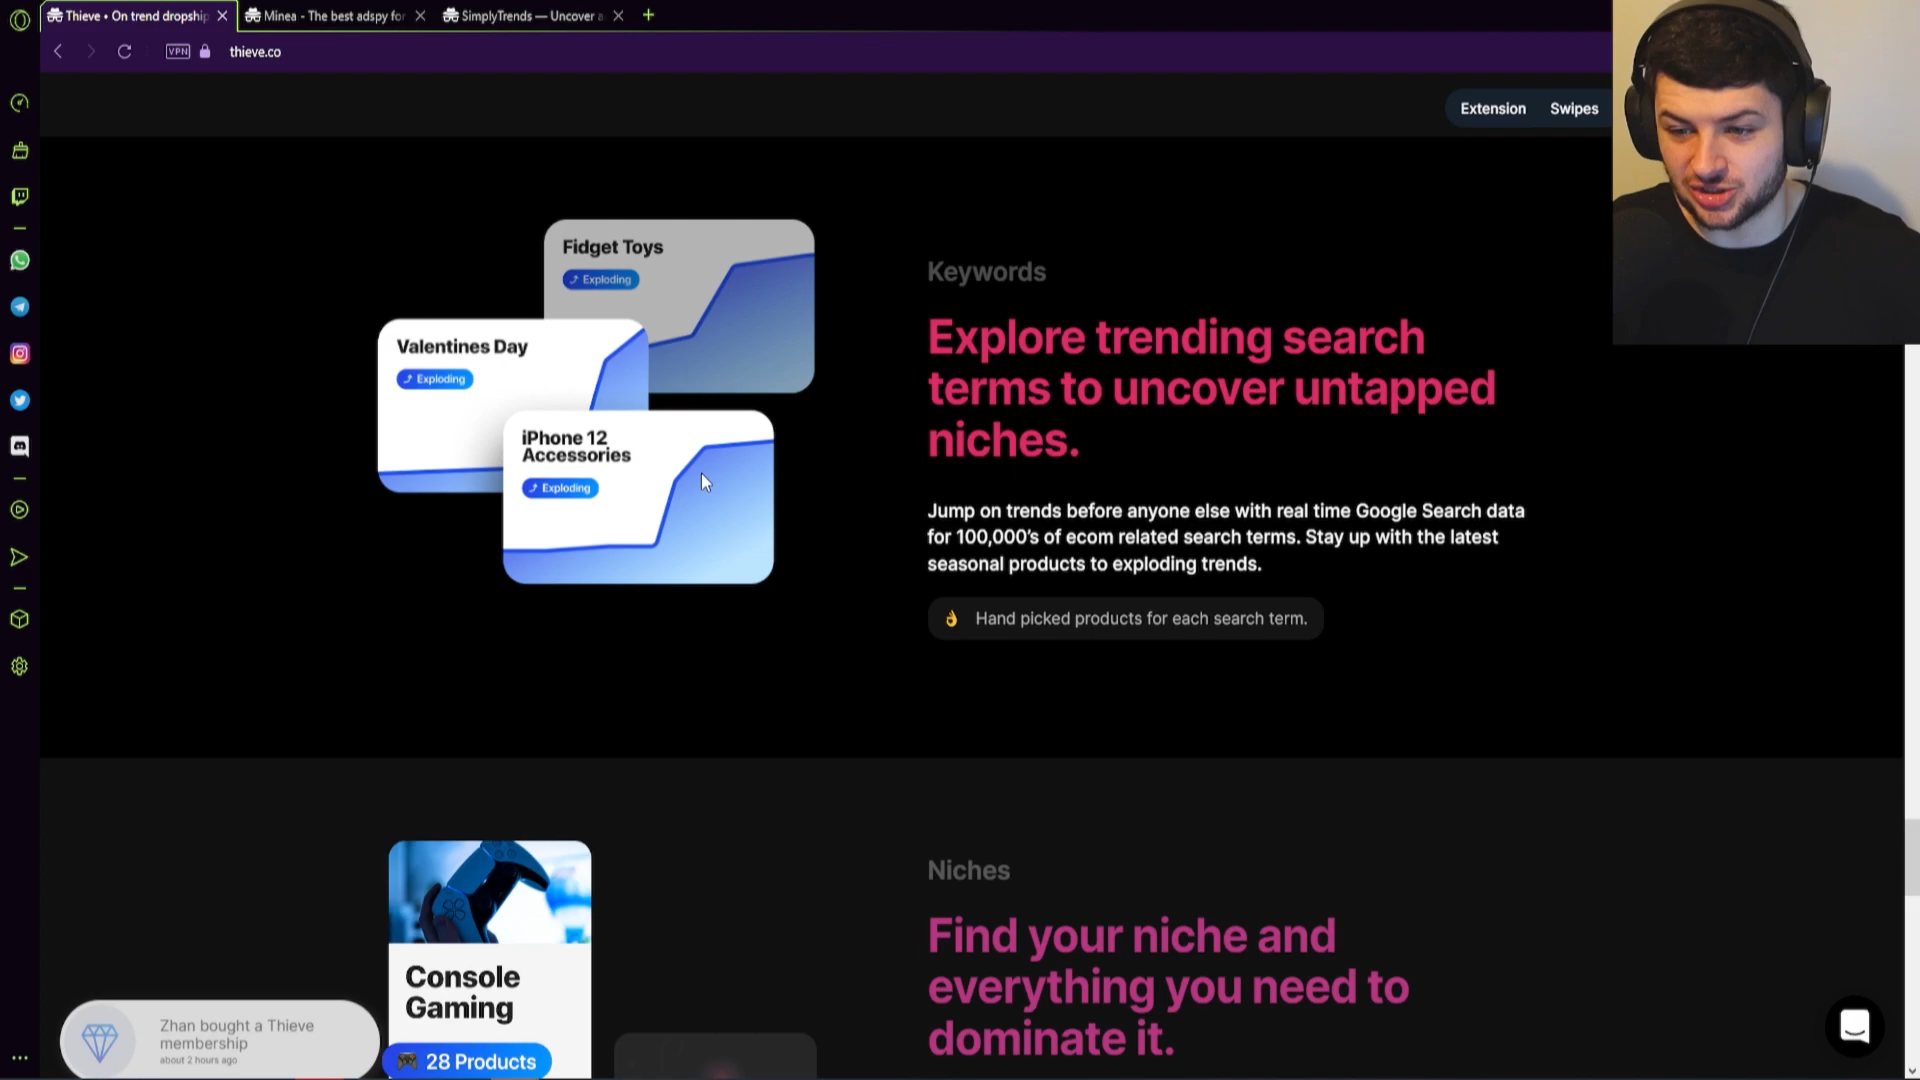 Thieve • On trend dropship
Minea - The best adspy for
SimplyTrends — Uncover a
VPN
thieve.co
Extension
Swipes
Fidget Toys
Exploding
Valentines Day
Exploding
iPhone 12
Accessories
Exploding
Keywords
Explore trending search
terms to uncover untapped
niches.
Jump on trends before anyone else with real time Google Search data
for 100,000’s of ecom related search terms. Stay up with the latest
seasonal products to exploding trends.
👌 Hand picked products for each search term.
Console
Gaming
28 Products
Niches
Find your niche and
everything you need to
dominate it.
Zhan bought a Thieve
membership
about 2 hours ago